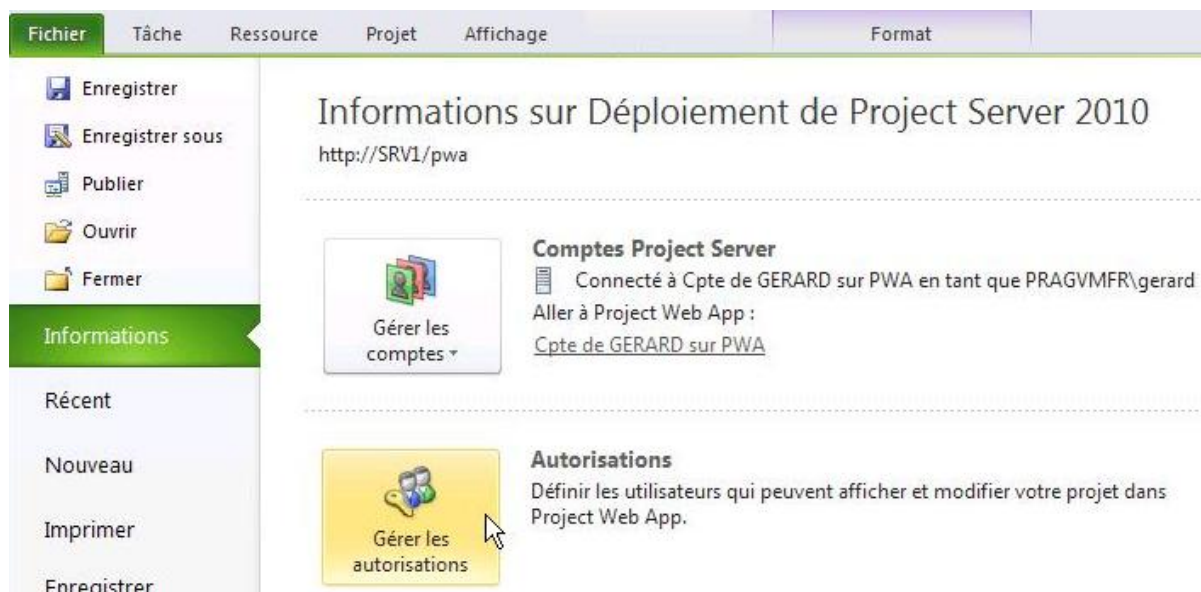 Fichier Tâche Ressource Projet Affichage Format
Enregistrer
Enregistrer sous
Publier
Ouvrir
Fermer
Informations
Récent
Nouveau
Imprimer
Enregistrer
Informations sur Déploiement de Project Server 2010
http://SRV1/pwa
Gérer les
comptes
Comptes Project Server
Connecté à Cpte de GERARD sur PWA en tant que PRAGVMFR\gerard
Aller à Project Web App :
Cpte de GERARD sur PWA
Gérer les
autorisations
Autorisations
Définir les utilisateurs qui peuvent afficher et modifier votre projet dans
Project Web App.